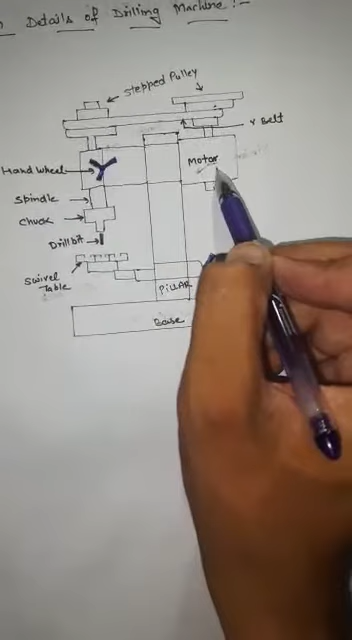 Details of Drilling Machine :-
stepped Pulley
V Belt
Motor
Hand wheel
Spindle
Chuck
Drill bit
Swivel
Table
PILLAR
Base